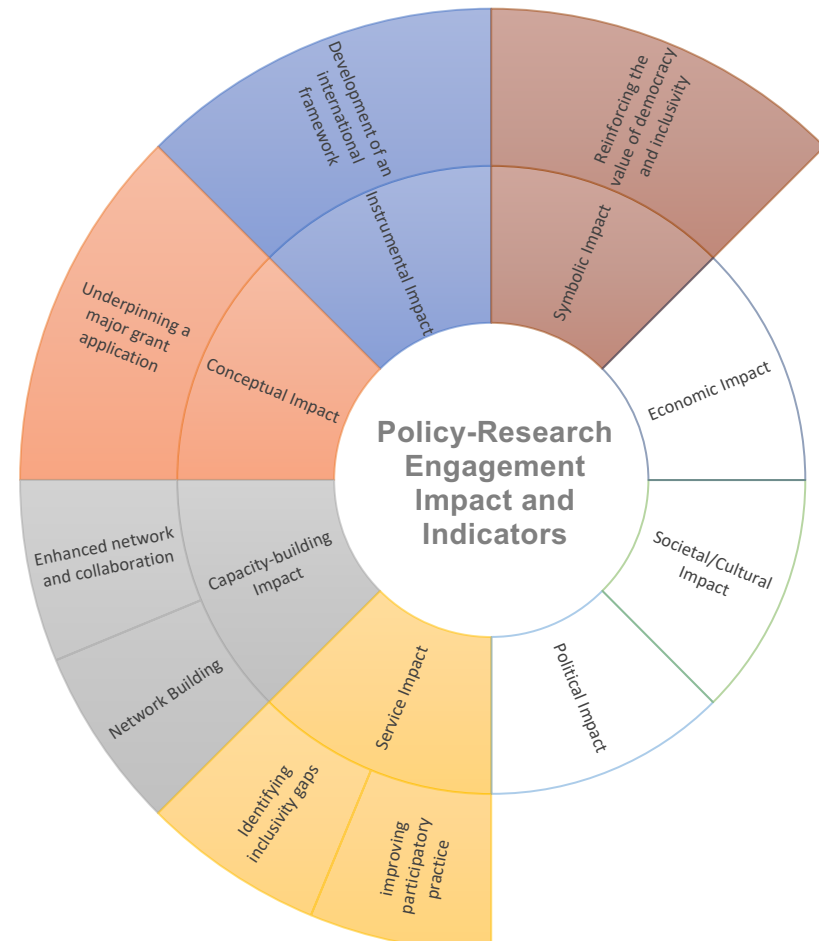 Policy-Research
Engagement
Impact and
Indicators
Reinforcing the
value of democracy
and inclusivity
Symbolic Impact
Economic Impact
Societal/Cultural
Impact
Political Impact
Service Impact
improving
participatory
practice
Identifying
inclusivity gaps
Capacity-building
Impact
Network Building
Enhanced network
and collaboration
Conceptual Impact
Underpinning a
major grant
application
Instrumental Impact
Development of an
international
framework